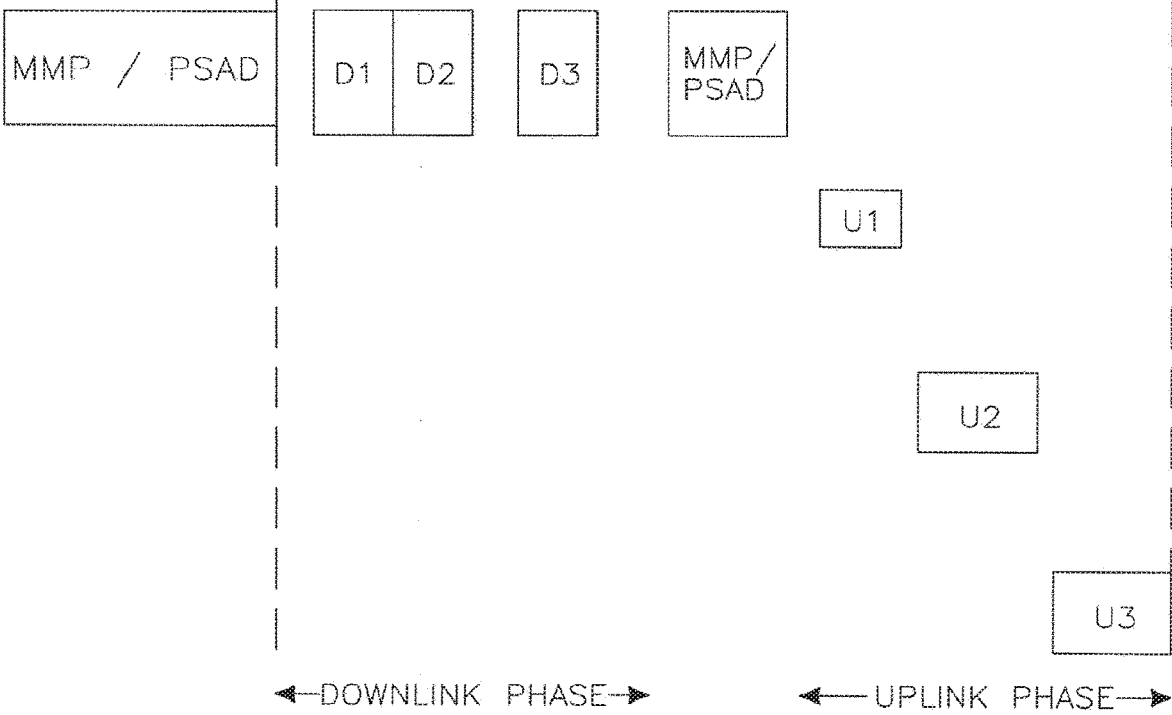 MMP / PSAD
D1
D2
D3
MMP/
PSAD
U1
U2
U3
DOWNLINK PHASE
UPLINK PHASE